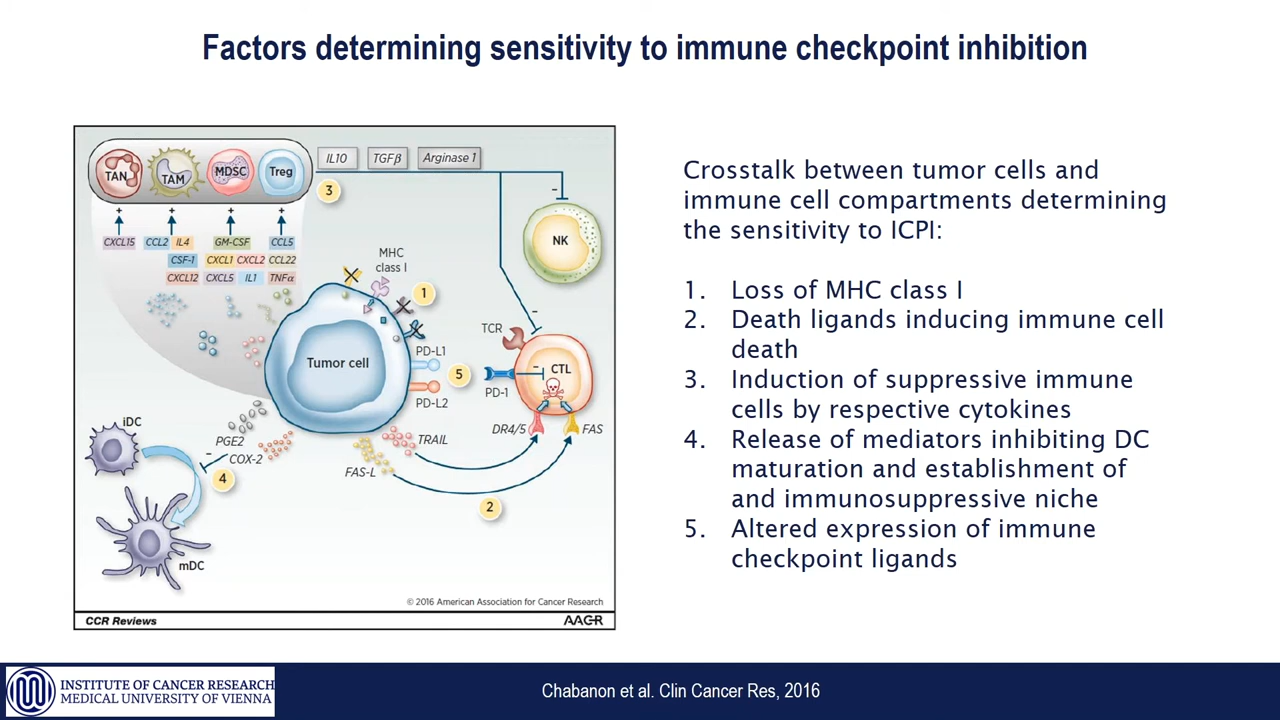 Factors determining sensitivity to immune checkpoint inhibition
TAN
TAM
MDSC
Treg
IL10
TGFβ
Arginase 1
3
+
+
+
+
–
CXCL15
CCL2
IL4
GM-CSF
CCL5
CSF-1
CXCL1
CXCL2
CCL22
CXCL12
CXCL5
IL1
TNFα
NK
MHC
class I
1
–
TCR
Tumor cell
PD-L1
PD-L2
5
PD-1
–
CTL
DR4/5
FAS
iDC
PGE2
COX-2
–
4
TRAIL
FAS-L
2
mDC
© 2016 American Association for Cancer Research
CCR Reviews
AACR
Crosstalk between tumor cells and
immune cell compartments determining
the sensitivity to ICPI:
1. Loss of MHC class I
2. Death ligands inducing immune cell
death
3. Induction of suppressive immune
cells by respective cytokines
4. Release of mediators inhibiting DC
maturation and establishment of
and immunosuppressive niche
5. Altered expression of immune
checkpoint ligands
INSTITUTE OF CANCER RESEARCH
MEDICAL UNIVERSITY OF VIENNA
Chabanon et al. Clin Cancer Res, 2016